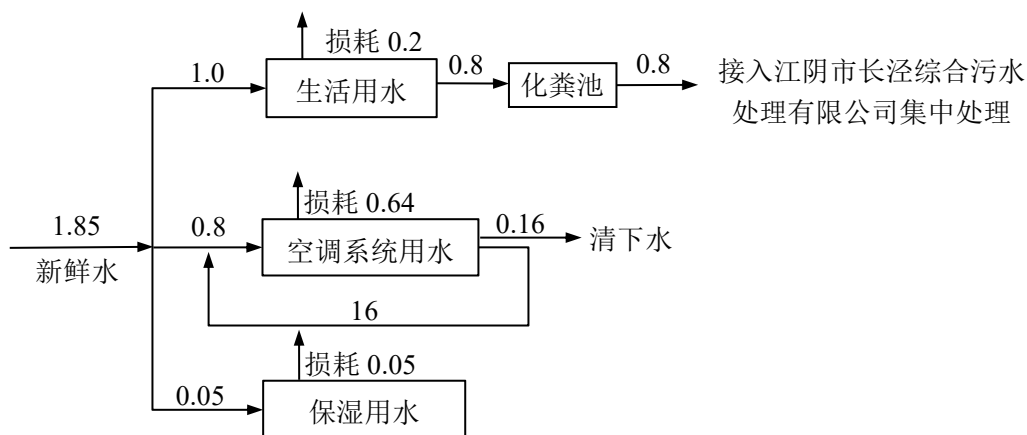 损耗 0.2
1.0
生活用水
0.8
化粪池
0.8
接入江阴市长泾综合污水
处理有限公司集中处理
损耗 0.64
1.85
新鲜水
0.8
空调系统用水
0.16
清下水
16
损耗 0.05
0.05
保湿用水